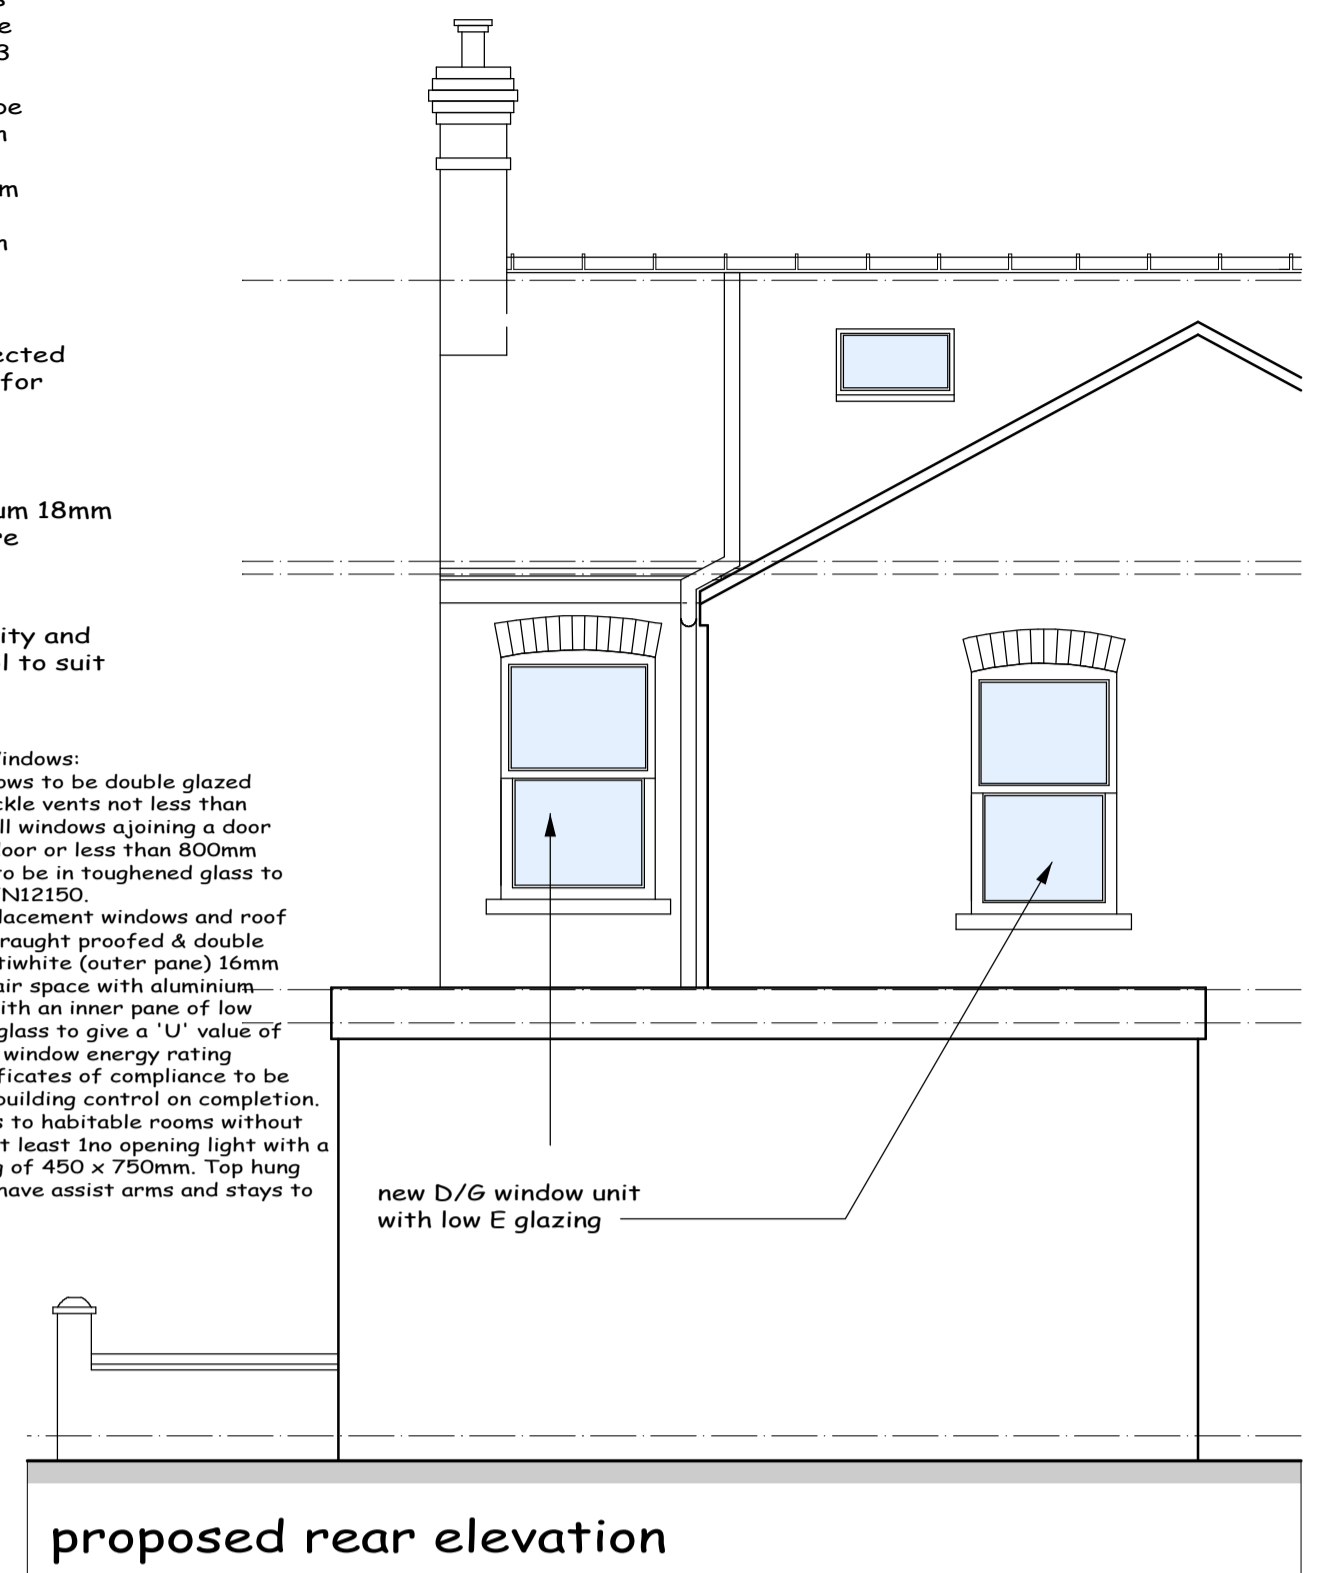 e
3
m
ected
for
um 18mm
re
ity and
l to suit
indows:
ows to be double glazed
ckle vents not less than
ll windows ajoining a door
loor or less than 800mm
to be in toughened glass to
N12150.
lacement windows and roof
raught proofed & double
tiwhite (outer pane) 16mm
air space with aluminium
ith an inner pane of low
glass to give a 'U' value of
window energy rating
ficates of compliance to be
building control on completion.
s to habitable rooms without
t least 1no opening light with a
g of 450 x 750mm. Top hung
have assist arms and stays to
new D/G window unit
with low E glazing
proposed rear elevation